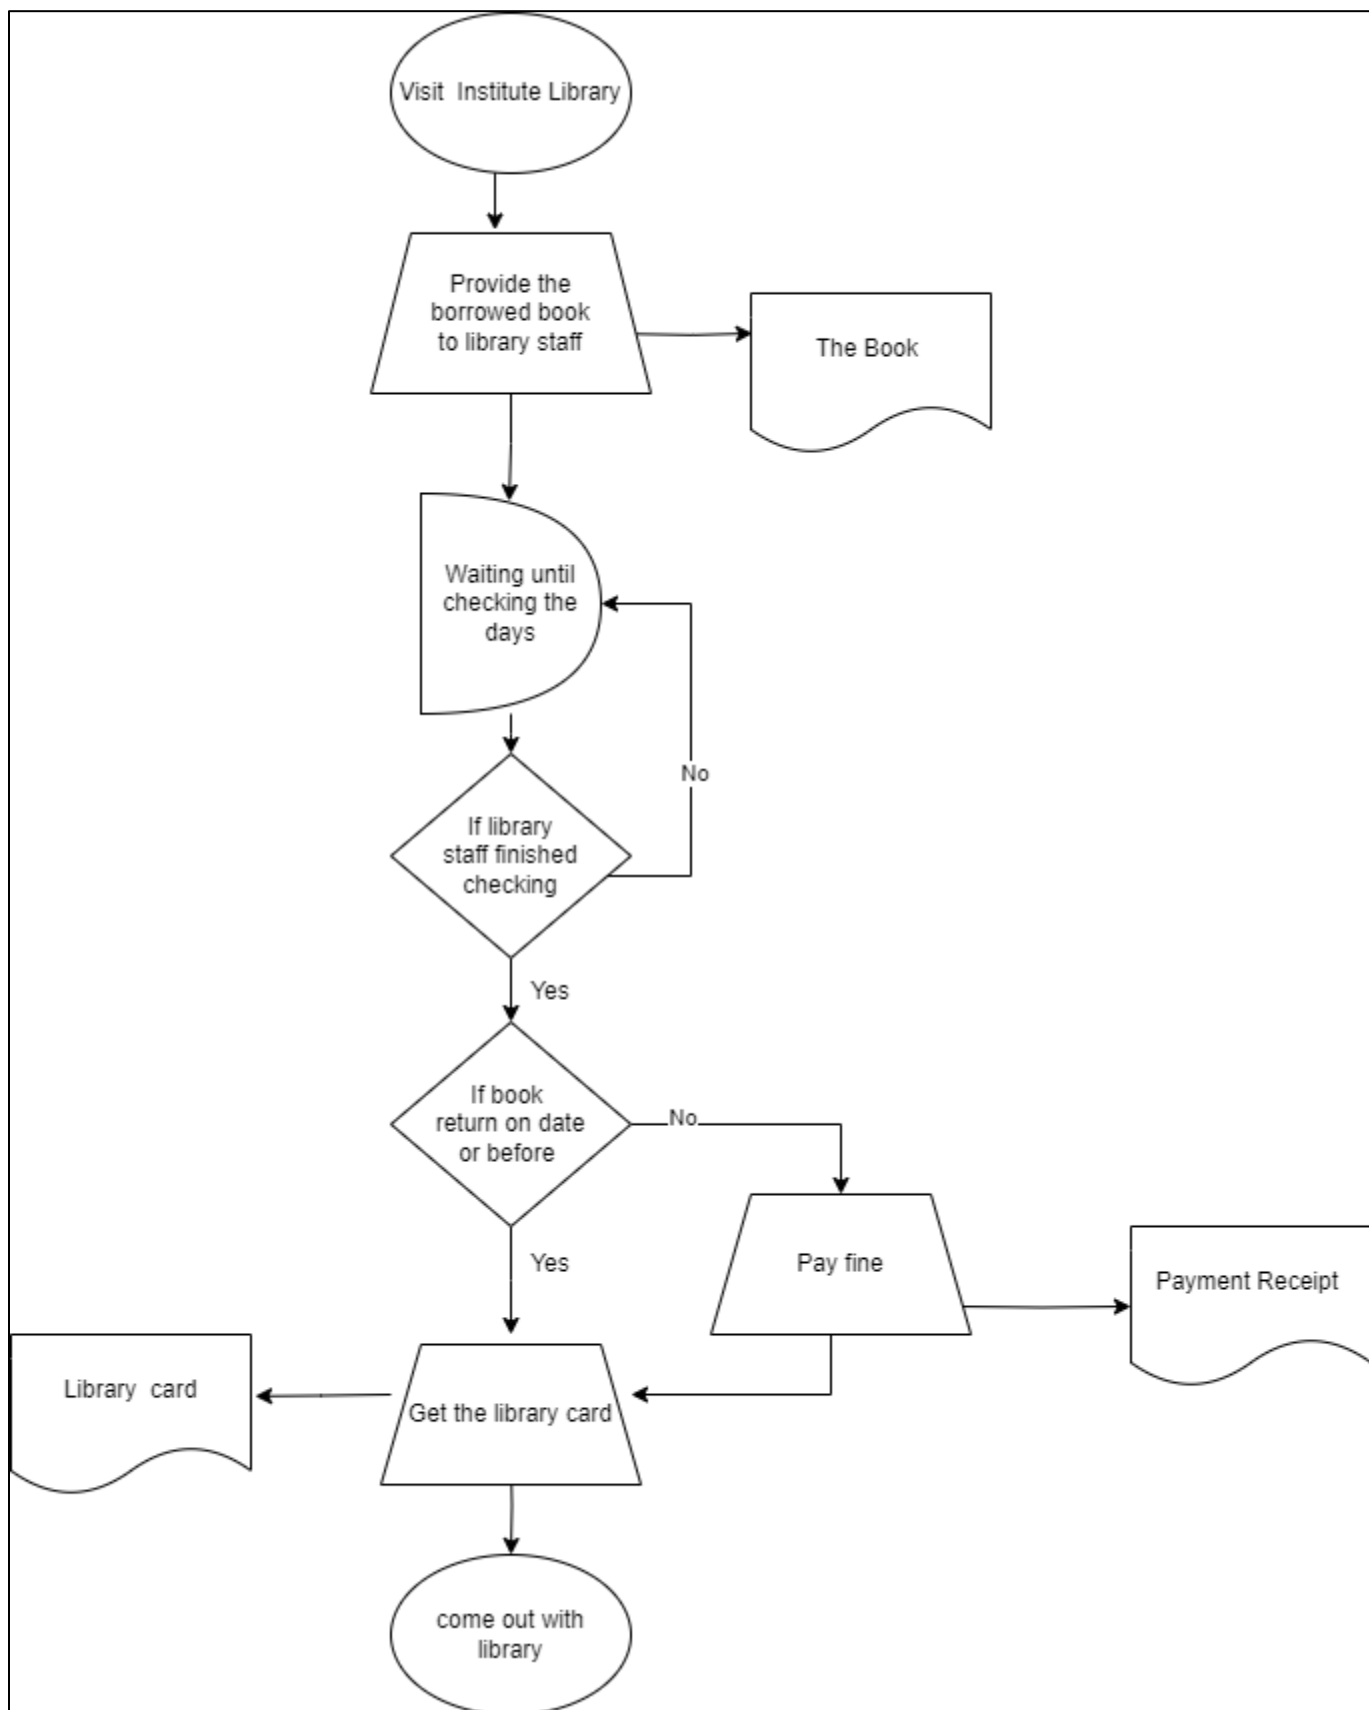 Visit  Institute Library
Provide the
borrowed book
to library staff
The Book
Waiting until
checking the
days
No
If library
staff finished
checking
Yes
If book
return on date
or before
No
Yes
Pay fine
Payment Receipt
Library  card
Get the library card
come out with
library